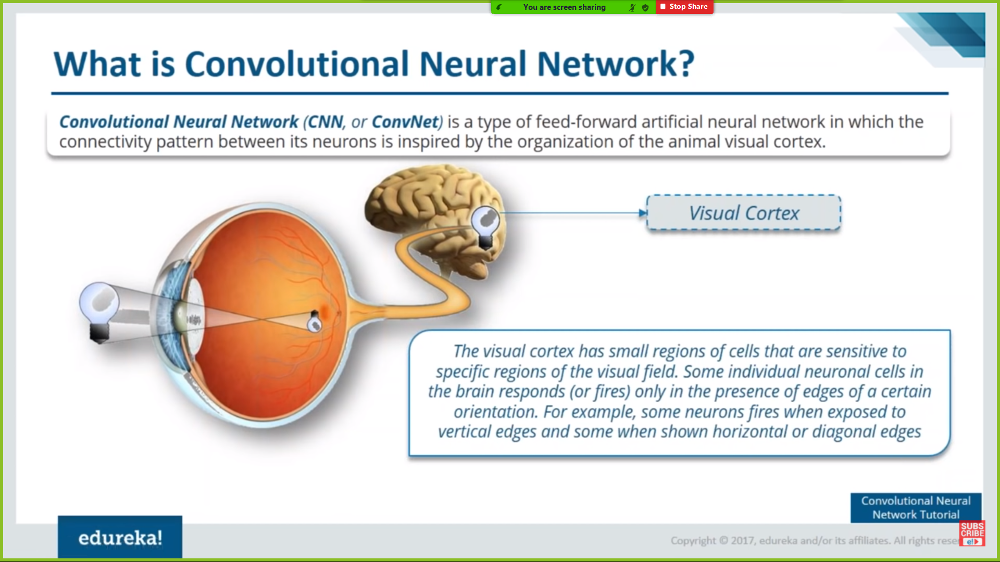 You are screen sharing
Stop Share
What is Convolutional Neural Network?
Convolutional Neural Network (CNN, or ConvNet) is a type of feed-forward artificial neural network in which the
connectivity pattern between its neurons is inspired by the organization of the animal visual cortex.
Visual Cortex
The visual cortex has small regions of cells that are sensitive to
specific regions of the visual field. Some individual neuronal cells in
the brain responds (or fires) only in the presence of edges of a certain
orientation. For example, some neurons fires when exposed to
vertical edges and some when shown horizontal or diagonal edges
Convolutional Neural
Network Tutorial
edureka!
Copyright © 2017, edureka and/or its affiliates. All rights
SUBS
CRIBE
e!